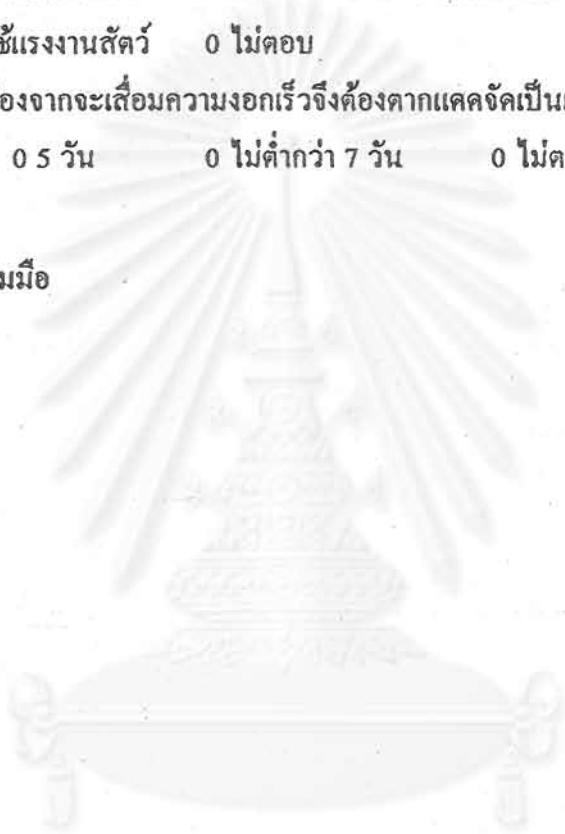 ช้แรงงานสัตว์ 0 ไม่ตอบ
องจากจะเสื่อมความงอกเร็วจึงต้องตากแดดจัดเป็น
0 5 วัน 0 ไม่ต่ำกว่า 7 วัน 0 ไม่ต
มมือ